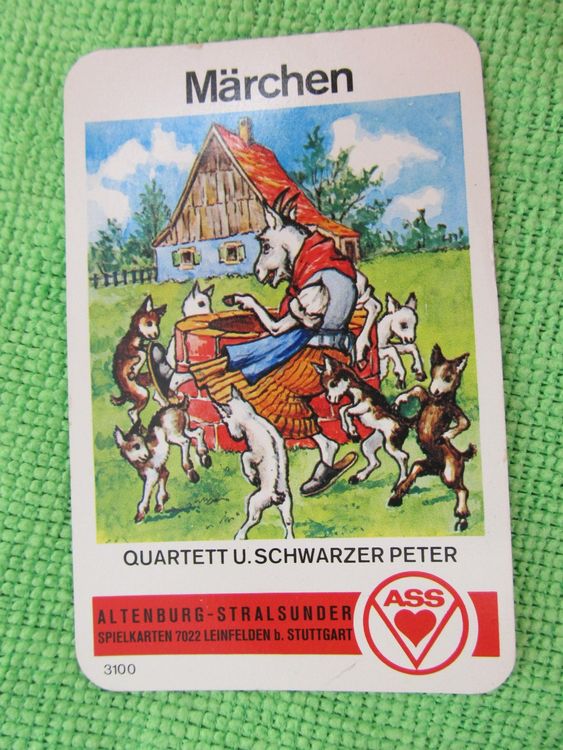 Märchen
QUARTETT U. SCHWARZER PETER
ALTENBURG-STRALSUNDER
SPIELKARTEN 7022 LEINFELDEN b. STUTTGART
ASS
3100